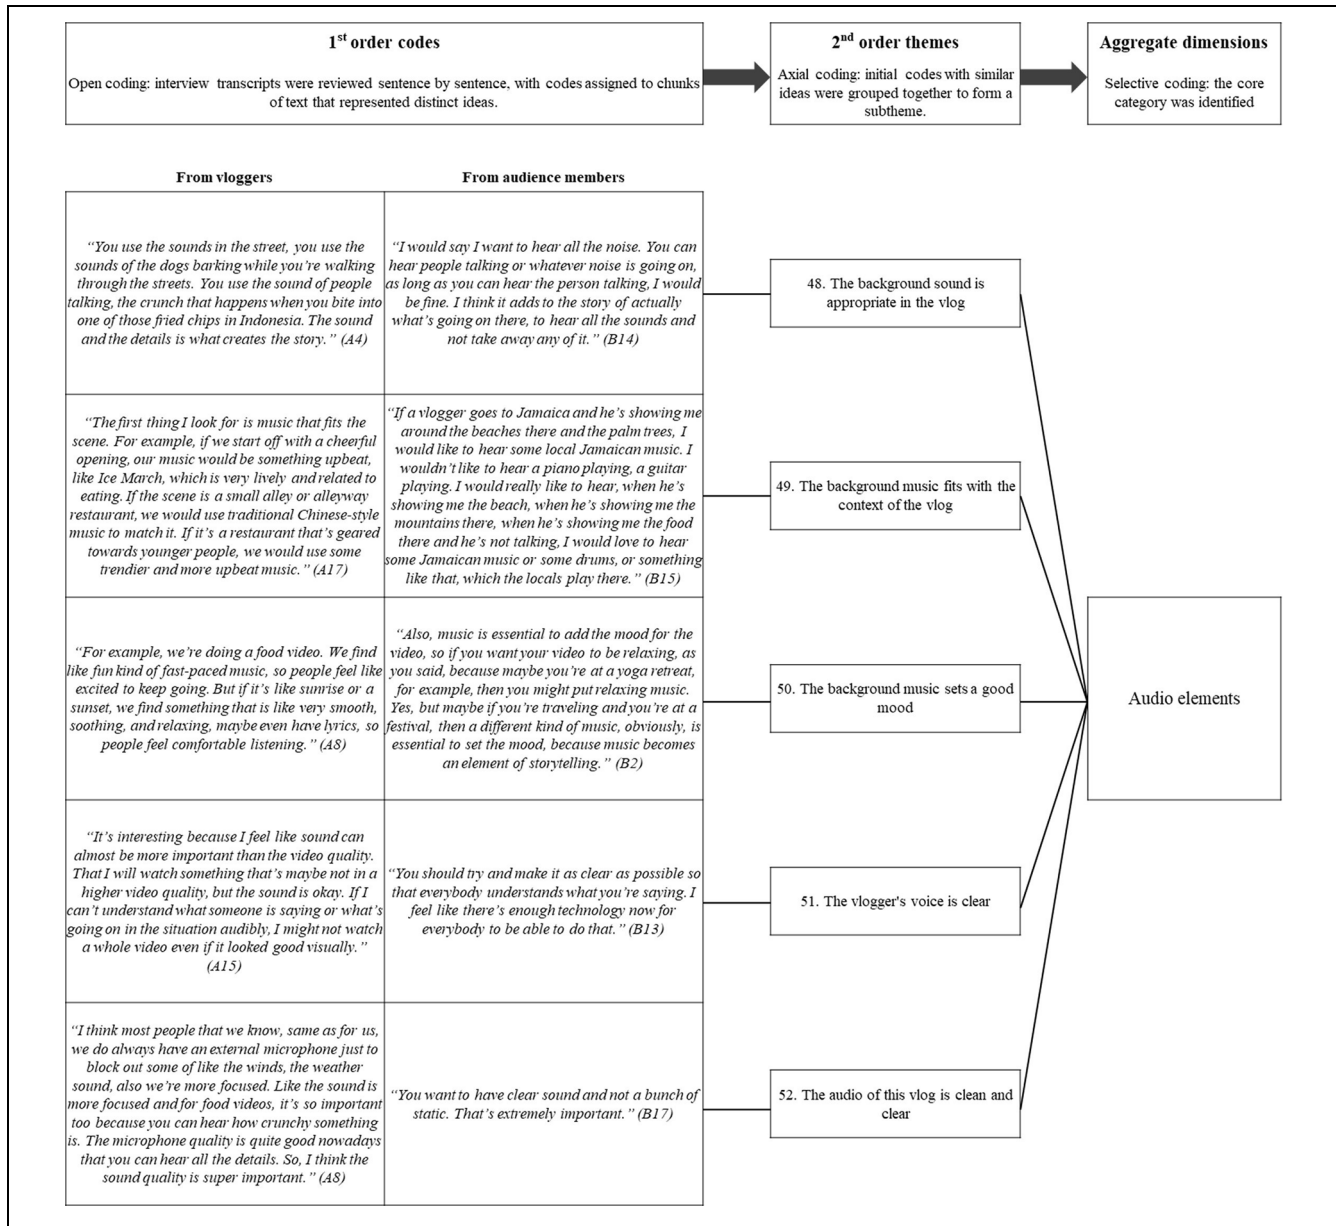 1st order codes
Open coding: interview transcripts were reviewed sentence by sentence, with codes assigned to chunks
of text that represented distinct ideas.
2nd order themes
Axial coding: initial codes with similar
ideas were grouped together to form a
subtheme.
Aggregate dimensions
Selective coding: the core
category was identified
From vloggers
From audience members
“You use the sounds in the street, you use the
sounds of the dogs barking while you’re walking
through the streets. You use the sound of people
talking, the crunch that happens when you bite into
one of those fried chips in Indonesia. The sound
and the details is what creates the story.” (A4)
“I would say I want to hear all the noise. You can
hear people talking or whatever noise is going on,
as long as you can hear the person talking, I would
be fine. I think it adds to the story of actually
what’s going on there, to hear all the sounds and
not take away any of it.” (B14)
48. The background sound is
appropriate in the vlog
“The first thing I look for is music that fits the
scene. For example, if we start off with a cheerful
opening, our music would be something upbeat,
like Ice March, which is very lively and related to
eating. If the scene is a small alley or alleyway
restaurant, we would use traditional Chinese-style
music to match it. If it’s a restaurant that’s geared
towards younger people, we would use some
trendier and more upbeat music.” (A17)
“If a vlogger goes to Jamaica and he’s showing me
around the beaches there and the palm trees, I
would like to hear some local Jamaican music. I
wouldn’t like to hear a piano playing, a guitar
playing. I would really like to hear, when he’s
showing me the beach, when he’s showing me the
mountains there, when he’s showing me the food
there and he’s not talking, I would love to hear
some Jamaican music or some drums, or something
like that, which the locals play there.” (B15)
49. The background music fits with the
context of the vlog
“For example, we’re doing a food video. We find
like fun kind of fast-paced music, so people feel like
excited to keep going. But if it’s like sunrise or a
sunset, we find something that is like very smooth,
soothing, and relaxing, maybe even have lyrics, so
people feel comfortable listening.” (A8)
“Also, music is essential to add the mood for the
video, so if you want your video to be relaxing, as
you said, because maybe you’re at a yoga retreat,
for example, then you might put relaxing music.
Yes, but maybe if you’re traveling and you’re at a
festival, then a different kind of music, obviously, is
essential to set the mood, because music becomes
an element of storytelling.” (B2)
50. The background music sets a good
mood
Audio elements
“It’s interesting because I feel like sound can
almost be more important than the video quality.
That I will watch something that’s maybe not in a
higher video quality, but the sound is okay. If I
can’t understand what someone is saying or what’s
going on in the situation audibly, I might not watch
a whole video even if it looked good visually.”
(A15)
“You should try and make it as clear as possible so
that everybody understands what you’re saying. I
feel like there’s enough technology now for
everybody to be able to do that.” (B13)
51. The vlogger's voice is clear
“I think most people that we know, same as for us,
we do always have an external microphone just to
block out some of like the winds, the weather
sound, also we’re more focused. Like the sound is
more focused and for food videos, it’s so important
too because you can hear how crunchy something
is. The microphone quality is quite good nowadays
that you can hear all the details. So, I think the
sound quality is super important.” (A8)
“You want to have clear sound and not a bunch of
static. That’s extremely important.” (B17)
52. The audio of this vlog is clean and
clear